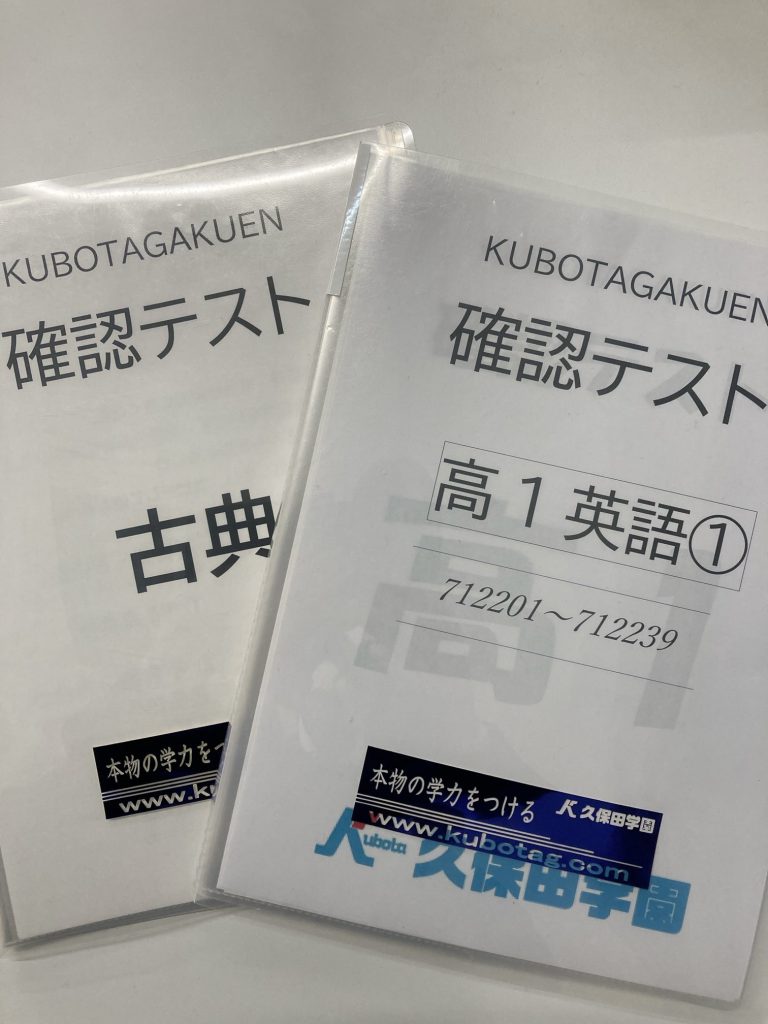 KUBOTAGAKUEN
確認テスト
古典
本物の学力をつ
www.ku
KUBOTAGAKUEN
確認テスト
高1英語①
712201～712239
高1
本物の学力をつける 久保田学園
www.kubotag.com
Kubota 久保田学園